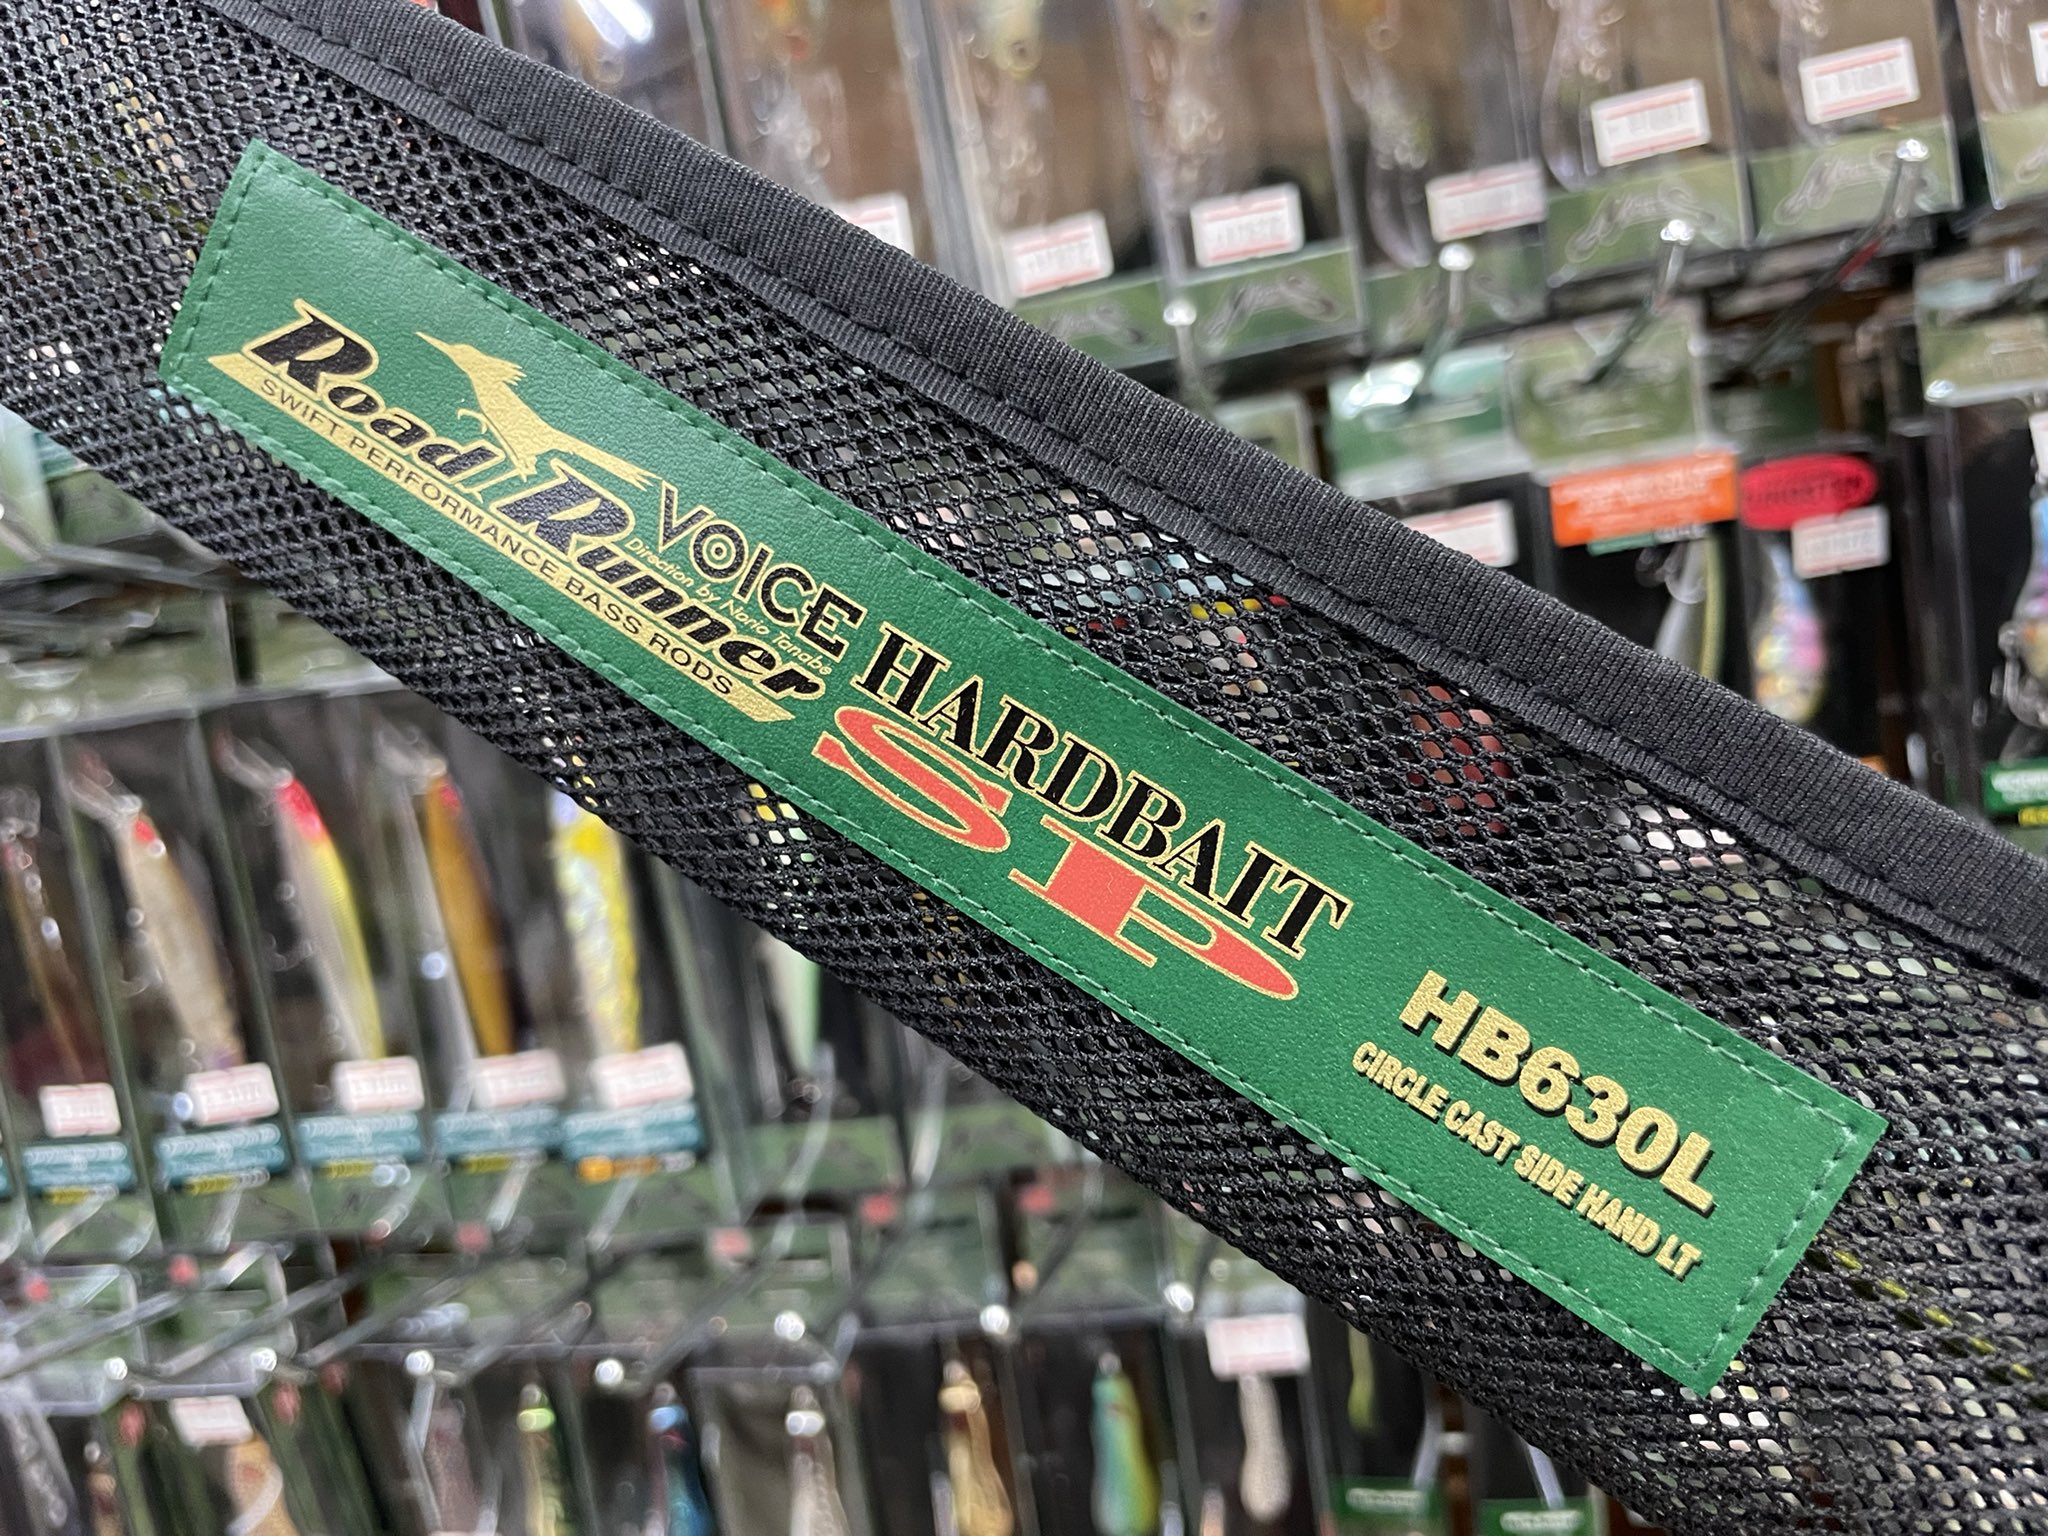 Road Runner
VOICE
Direction by Norio Tanabe
SWIFT PERFORMANCE BASS RODS
HARDBAIT
SP
HB630L
CIRCLE CAST SIDE HAND LT